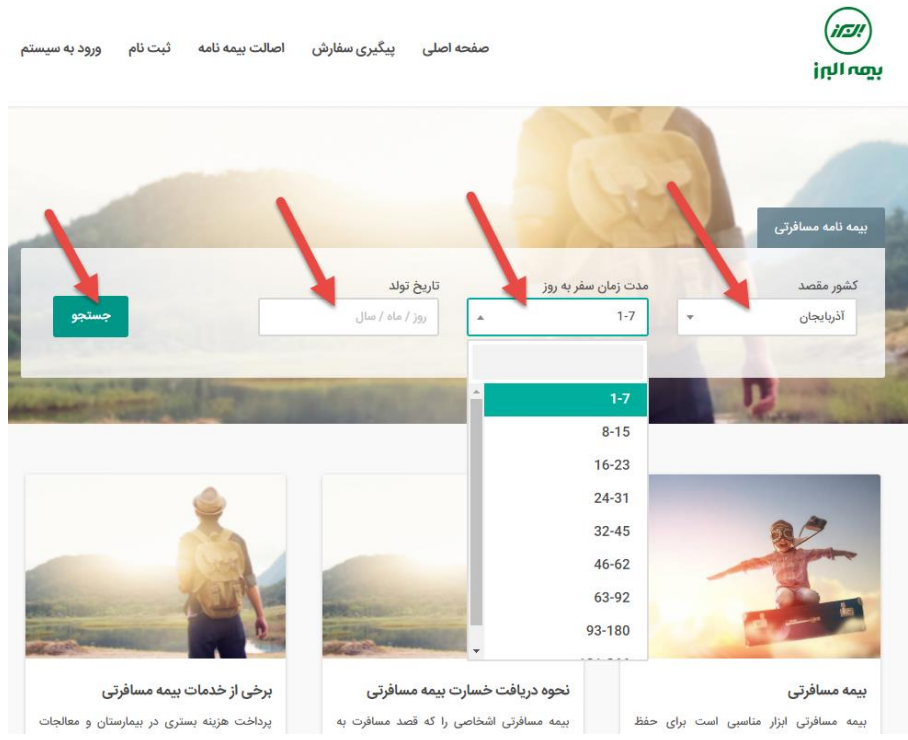 البرز
بیمه البرز
صفحه اصلی
پیگیری سفارش
اصالت بیمه نامه
ثبت نام
ورود به سیستم
بیمه نامه مسافرتی
کشور مقصد
مدت زمان سفر به روز
تاریخ تولد
آذربایجان
1-7
روز / ماه / سال
جستجو
1-7
8-15
16-23
24-31
32-45
46-62
63-92
93-180
بیمه مسافرتی
بیمه مسافرتی ابزار مناسبی است برای حفظ
نحوه دریافت خسارت بیمه مسافرتی
بیمه مسافرتی اشخاصی را که قصد مسافرت به
برخی از خدمات بیمه مسافرتی
پرداخت هزینه بستری در بیمارستان و معالجات